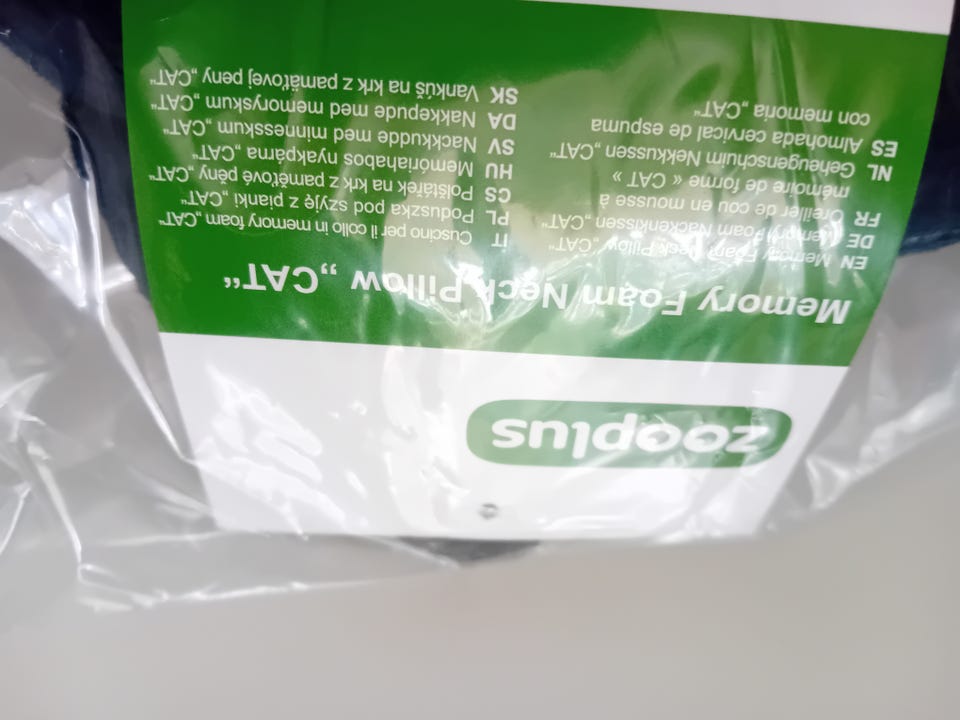 zooplus
Memory Foam Neck Pillow „CAT“
EN Memory Foam Neck Pillow „CAT“
DE Memory Foam Nackenkissen „CAT“
FR Oreiller de cou en mousse à
mémoire de forme « CAT »
NL Geheugenschuim Nekkussen „CAT“
ES Almohada cervical de espuma
con memoria „CAT“
IT Cuscino per il collo in memory foam „CAT“
PL Poduszka pod szyję z pianki „CAT“
CS Polštářek na krk z paměťové pěny „CAT“
HU Memóriahabos nyakpárna „CAT“
SV Nackkudde med minnesskum „CAT“
DA Nakkepude med memoryskum „CAT“
SK Vankúš na krk z pamäťovej peny „CAT“